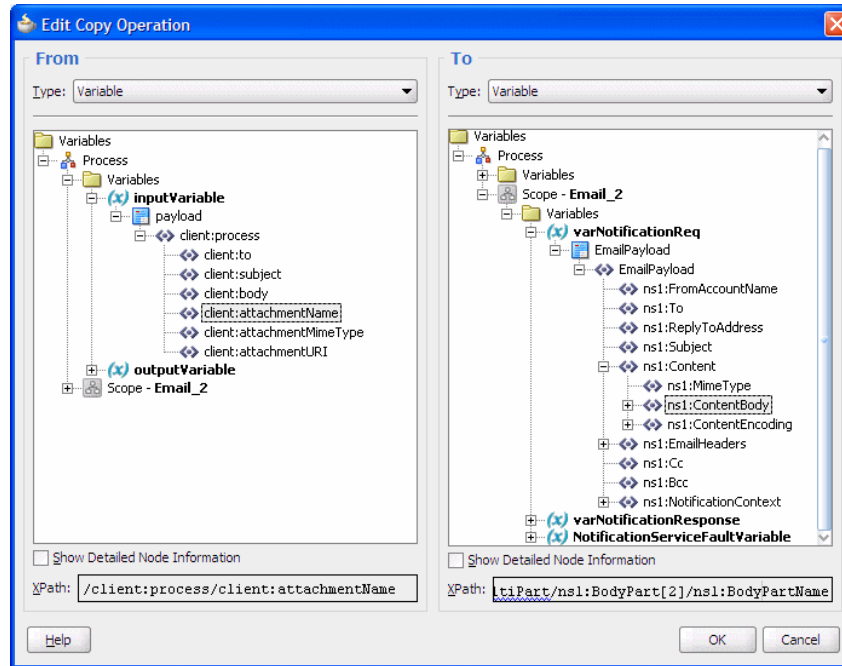 Edit Copy Operation
From
Type: Variable
Variables
Process
Variables
(x) inputVariable
payload
client:process
client:to
client:subject
client:body
client:attachmentName
client:attachmentMimeType
client:attachmentURI
(x) outputVariable
Scope - Email_2
Show Detailed Node Information
XPath: /client:process/client:attachmentName
To
Type: Variable
Variables
Process
Variables
Scope - Email_2
Variables
(x) varNotificationReq
EmailPayload
EmailPayload
ns1:FromAccountName
ns1:To
ns1:ReplyToAddress
ns1:Subject
ns1:Content
ns1:MimeType
ns1:ContentBody
ns1:ContentEncoding
ns1:EmailHeaders
ns1:Cc
ns1:Bcc
ns1:NotificationContext
(x) varNotificationResponse
(x) NotificationServiceFaultVariable
Show Detailed Node Information
XPath: ltiPart/ns1:BodyPart[2]/ns1:BodyPartName
Help
OK
Cancel